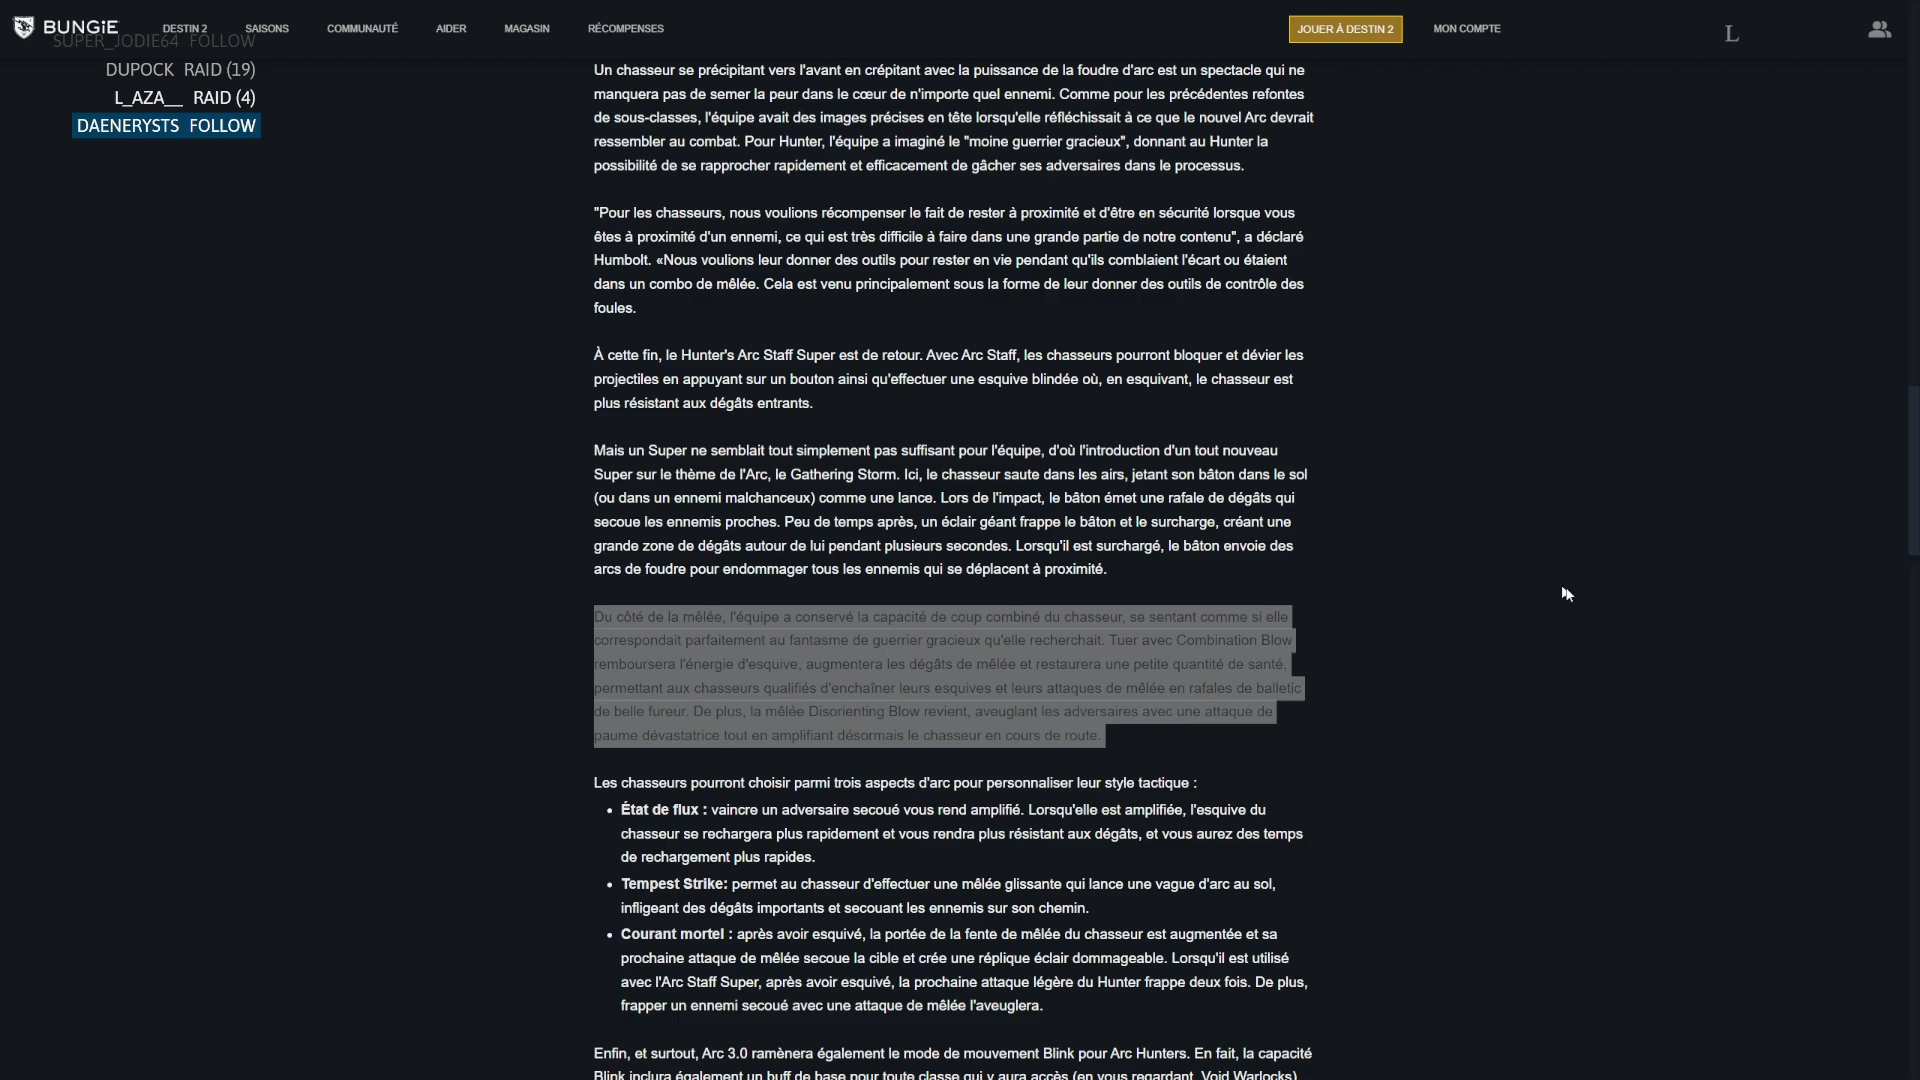 BUNGiE
DESTIN 2
SAISONS
COMMUNAUTÉ
AIDER
MAGASIN
RÉCOMPENSES
JOUER À DESTIN 2
MON COMPTE
L
SUPER_JODIE64 FOLLOW
DUPOCK RAID (19)
L_AZA__ RAID (4)
DAENERYSTS FOLLOW
Un chasseur se précipitant vers l'avant en crépitant avec la puissance de la foudre d'arc est un spectacle qui ne
manquera pas de semer la peur dans le cœur de n'importe quel ennemi. Comme pour les précédentes refontes
de sous-classes, l'équipe avait des images précises en tête lorsqu'elle réfléchissait à ce que le nouvel Arc devrait
ressembler au combat. Pour Hunter, l'équipe a imaginé le "moine guerrier gracieux", donnant au Hunter la
possibilité de se rapprocher rapidement et efficacement de gâcher ses adversaires dans le processus.
"Pour les chasseurs, nous voulions récompenser le fait de rester à proximité et d'être en sécurité lorsque vous
êtes à proximité d'un ennemi, ce qui est très difficile à faire dans une grande partie de notre contenu", a déclaré
Humbolt. «Nous voulions leur donner des outils pour rester en vie pendant qu'ils comblaient l'écart ou étaient
dans un combo de mêlée. Cela est venu principalement sous la forme de leur donner des outils de contrôle des
foules.
À cette fin, le Hunter's Arc Staff Super est de retour. Avec Arc Staff, les chasseurs pourront bloquer et dévier les
projectiles en appuyant sur un bouton ainsi qu'effectuer une esquive blindée où, en esquivant, le chasseur est
plus résistant aux dégâts entrants.
Mais un Super ne semblait tout simplement pas suffisant pour l'équipe, d'où l'introduction d'un tout nouveau
Super sur le thème de l'Arc, le Gathering Storm. Ici, le chasseur saute dans les airs, jetant son bâton dans le sol
(ou dans un ennemi malchanceux) comme une lance. Lors de l'impact, le bâton émet une rafale de dégâts qui
secoue les ennemis proches. Peu de temps après, un éclair géant frappe le bâton et le surcharge, créant une
grande zone de dégâts autour de lui pendant plusieurs secondes. Lorsqu'il est surchargé, le bâton envoie des
arcs de foudre pour endommager tous les ennemis qui se déplacent à proximité.
Du côté de la mêlée, l'équipe a conservé la capacité de coup combiné du chasseur, se sentant comme si elle
correspondait parfaitement au fantasme de guerrier gracieux qu'elle recherchait. Tuer avec Combination Blow
remboursera l'énergie d'esquive, augmentera les dégâts de mêlée et restaurera une petite quantité de santé,
permettant aux chasseurs qualifiés d'enchaîner leurs esquives et leurs attaques de mêlée en rafales de balletic
de belle fureur. De plus, la mêlée Disorienting Blow revient, aveuglant les adversaires avec une attaque de
paume dévastatrice tout en amplifiant désormais le chasseur en cours de route.
Les chasseurs pourront choisir parmi trois aspects d'arc pour personnaliser leur style tactique :
• État de flux : vaincre un adversaire secoué vous rend amplifié. Lorsqu'elle est amplifiée, l'esquive du
chasseur se rechargera plus rapidement et vous rendra plus résistant aux dégâts, et vous aurez des temps
de rechargement plus rapides.
• Tempest Strike: permet au chasseur d'effectuer une mêlée glissante qui lance une vague d'arc au sol,
infligeant des dégâts importants et secouant les ennemis sur son chemin.
• Courant mortel : après avoir esquivé, la portée de la fente de mêlée du chasseur est augmentée et sa
prochaine attaque de mêlée secoue la cible et crée une réplique éclair dommageable. Lorsqu'il est utilisé
avec l'Arc Staff Super, après avoir esquivé, la prochaine attaque légère du Hunter frappe deux fois. De plus,
frapper un ennemi secoué avec une attaque de mêlée l'aveuglera.
Enfin, et surtout, Arc 3.0 ramènera également le mode de mouvement Blink pour Arc Hunters. En fait, la capacité
Blink inclura également un buff de base pour toute classe qui y aura accès (en vous regardant, Void Warlocks)